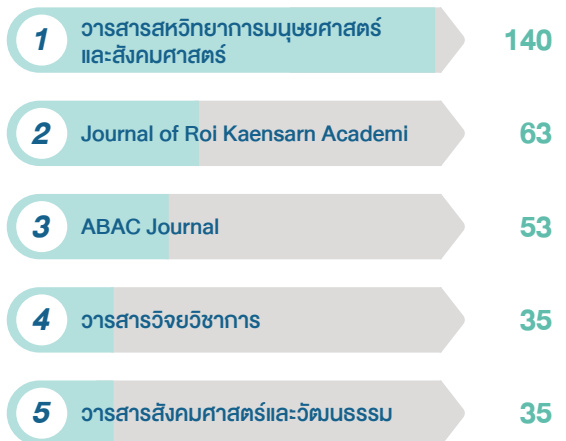 1 วารสารสหวิทยาการมนุษยศาสตร์
และสังคมศาสตร์ 140
2 Journal of Roi Kaensarn Academi 63
3 ABAC Journal 53
4 วารสารวิจยวิชาการ 35
5 วารสารสังคมศาสตร์และวัฒนธรรม 35